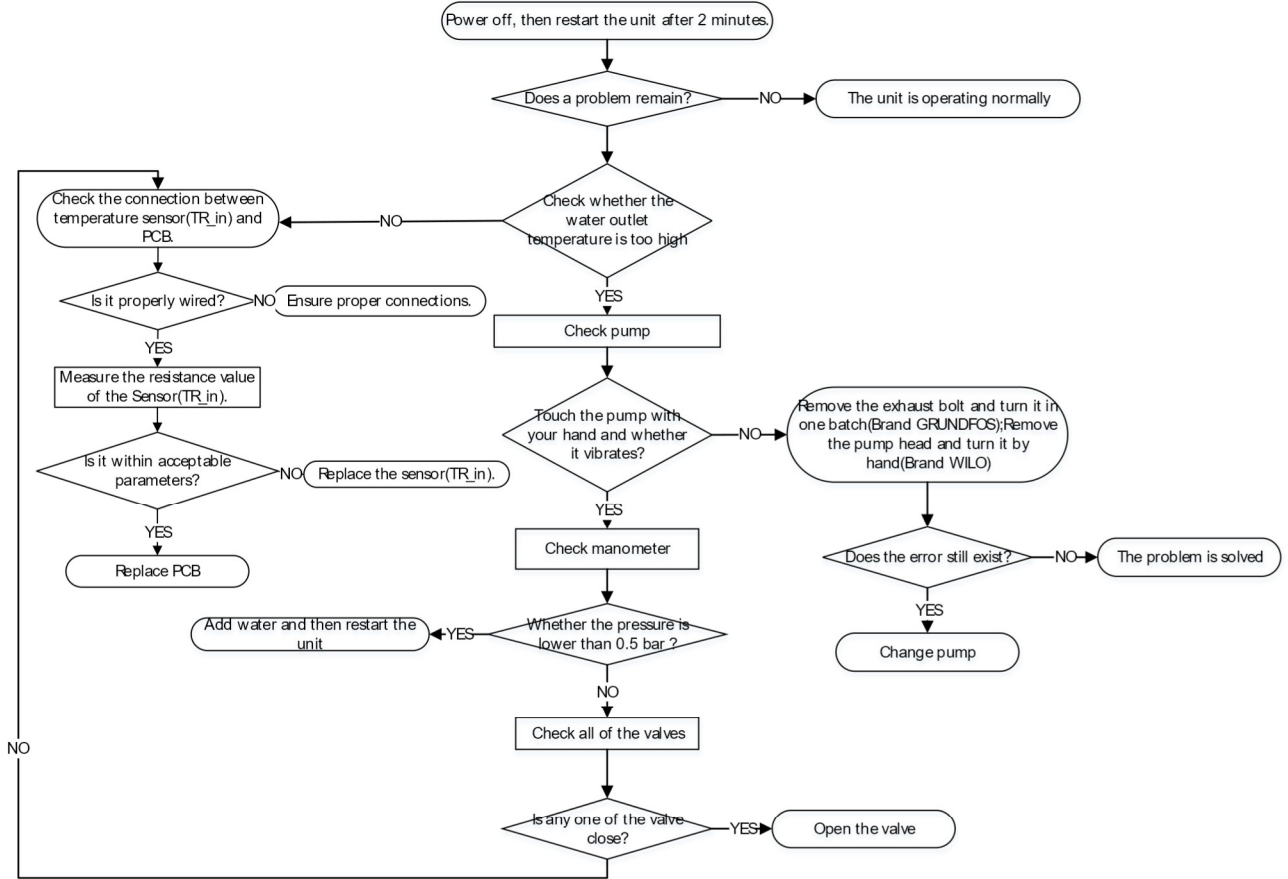 Power off, then restart the unit after 2 minutes.
Does a problem remain?
NO
The unit is operating normally
Check whether the
water outlet
temperature is too high
NO
Check the connection between
temperature sensor(TR_in) and
PCB.
Is it properly wired?
NO
Ensure proper connections.
YES
Measure the resistance value
of the Sensor(TR_in).
Is it within acceptable
parameters?
NO
Replace the sensor(TR_in).
YES
Replace PCB
YES
Check pump
Touch the pump with
your hand and whether
it vibrates?
NO
Remove the exhaust bolt and turn it in
one batch(Brand GRUNDFOS);Remove
the pump head and turn it by
hand(Brand WILO)
Does the error still exist?
NO
The problem is solved
YES
Change pump
YES
Check manometer
Whether the pressure is
lower than 0.5 bar ?
YES
Add water and then restart the
unit
NO
Check all of the valves
Is any one of the valve
close?
YES
Open the valve
NO